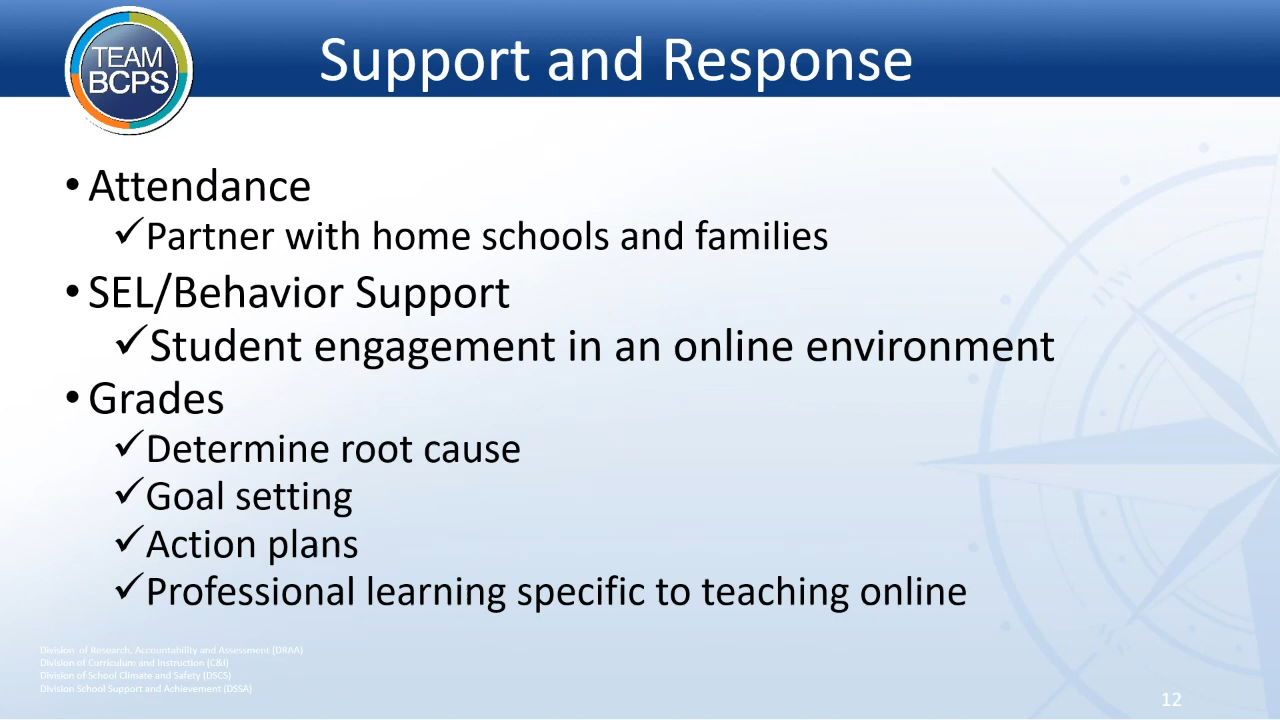 TEAM
BCPS
Support and Response
• Attendance
✓Partner with home schools and families
• SEL/Behavior Support
✓Student engagement in an online environment
• Grades
✓Determine root cause
✓Goal setting
✓Action plans
✓Professional learning specific to teaching online
Division of Research, Accountability and Assessment (DRAA)
Division of Curriculum and Instruction (C&I)
Division of School Climate and Safety (DSCS)
Division School Support and Achievement (DSSA)
12